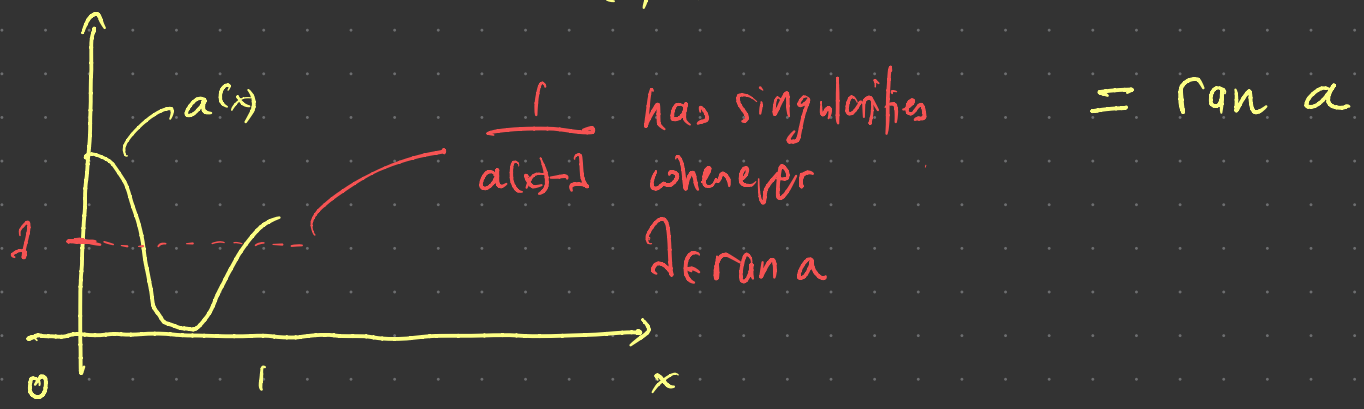 a(x)
1 has singularities
a(x)-λ whenever
λ
λ∈ ran a
= ran a
0 1 x